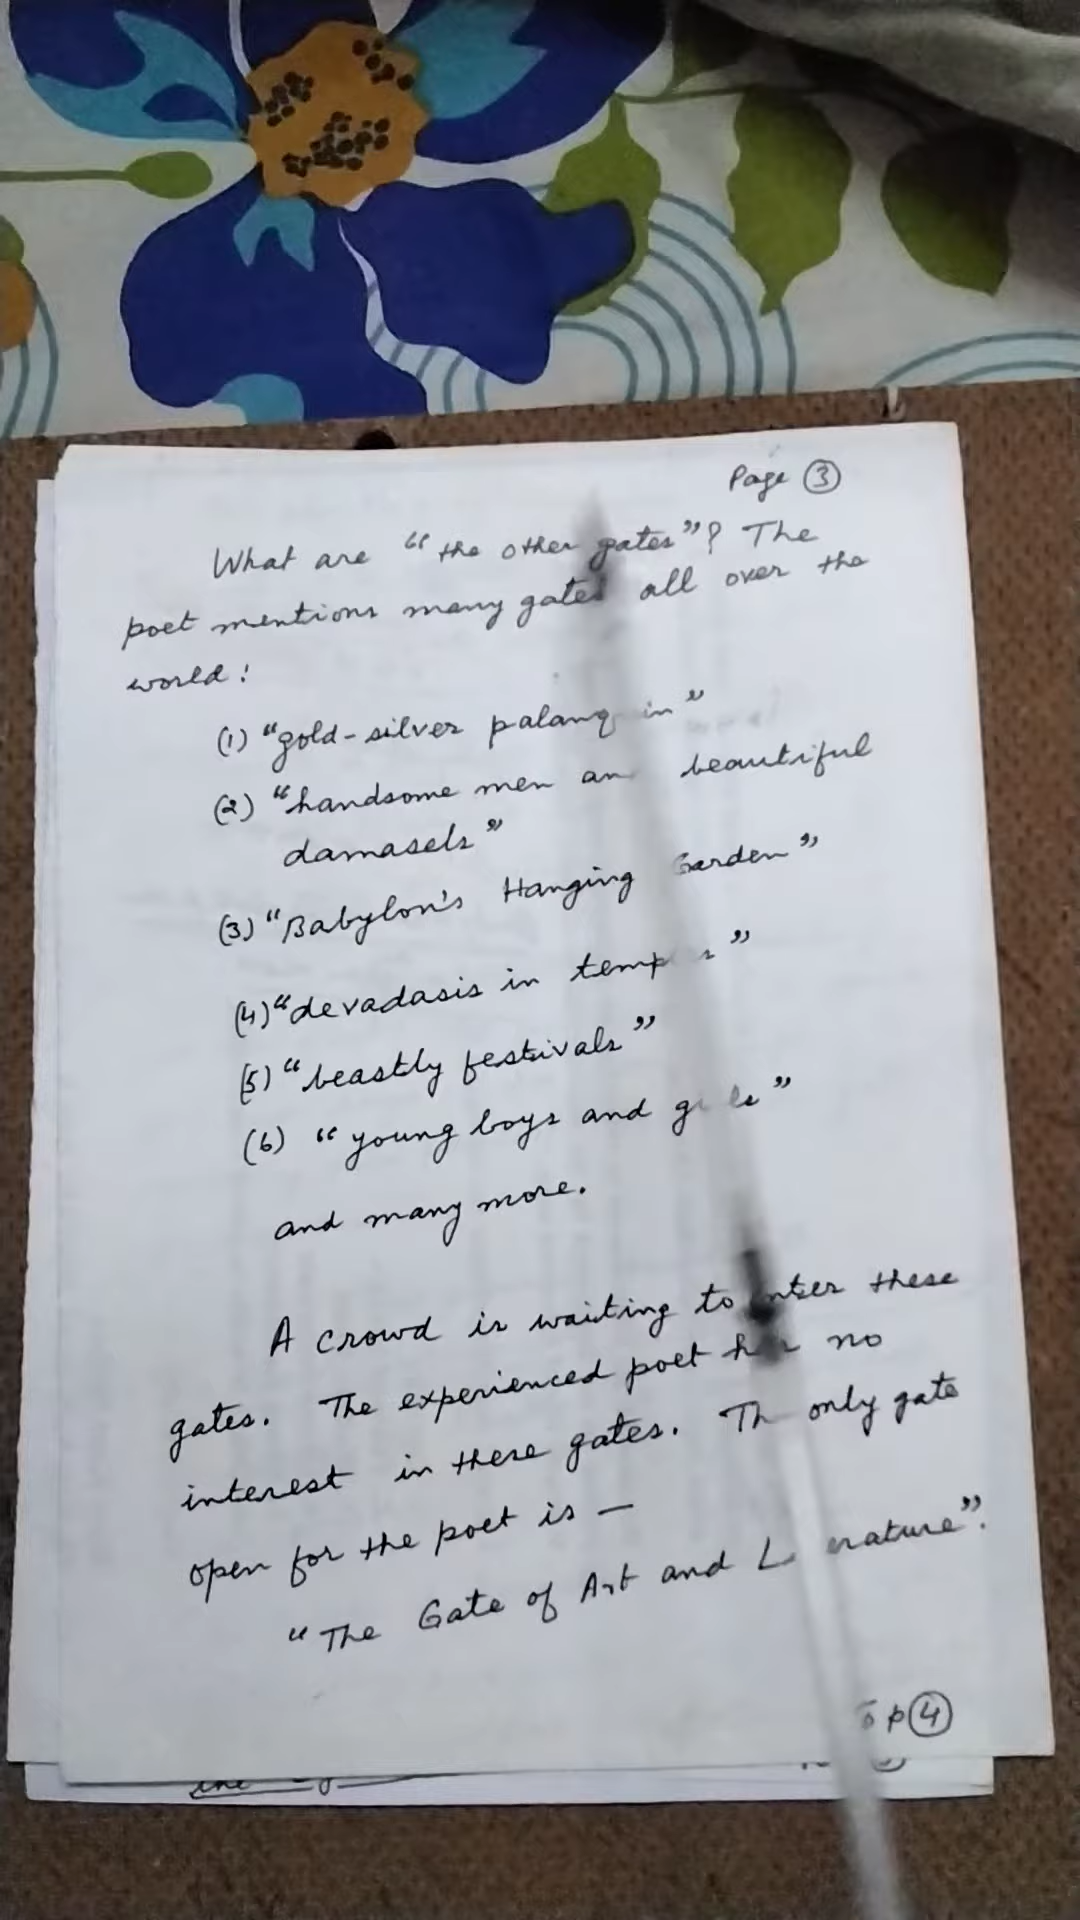 Page 3
What are "the other gates"? The
poet mentions many gates all over the
world:
(1) "gold-silver palanquin"
(2) "handsome men and beautiful
damasels"
(3) "Babylon's Hanging Garden"
(4) "devadasis in temples"
(5) "beastly festivals"
(6) "young boys and girls"
and many more.
A crowd is waiting to enter these
gates. The experienced poet has no
interest in these gates. The only gate
open for the poet is —
"The Gate of Art and Literature".
p 4